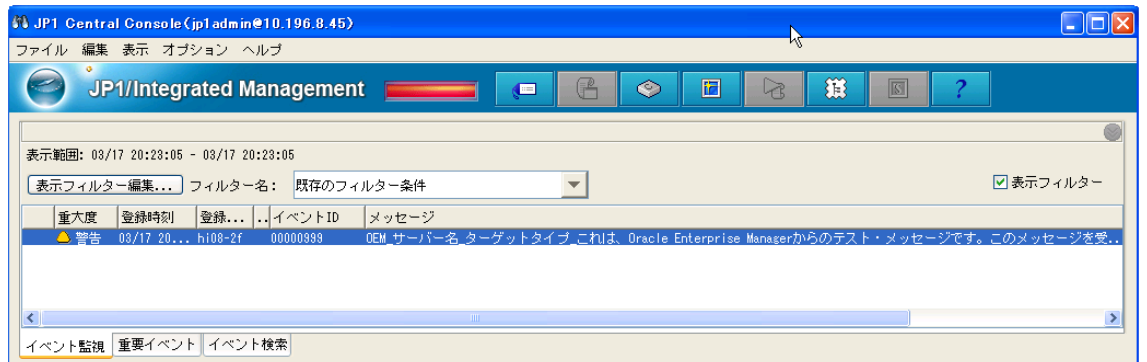 JP1 Central Console(jp1admin@10.196.8.45)
ファイル 編集 表示 オプション ヘルプ
JP1/Integrated Management
?
表示範囲: 03/17 20:23:05 - 03/17 20:23:05
表示フィルター編集... フィルター名: 既存のフィルター条件 表示フィルター
重大度 登録時刻 登録... .. イベントID メッセージ
警告 03/17 20... hi08-2f 00000999 OEM_サーバー名_ターゲットタイプ_これは、Oracle Enterprise Managerからのテスト・メッセージです。このメッセージを受..
イベント監視 重要イベント イベント検索